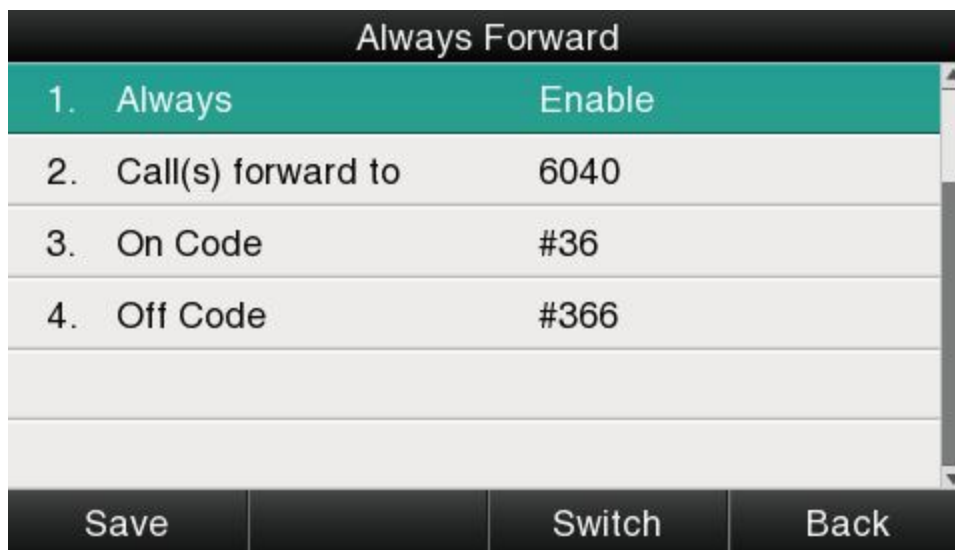 Always Forward
1. Always Enable
2. Call(s) forward to 6040
3. On Code #36
4. Off Code #366
Save Switch Back